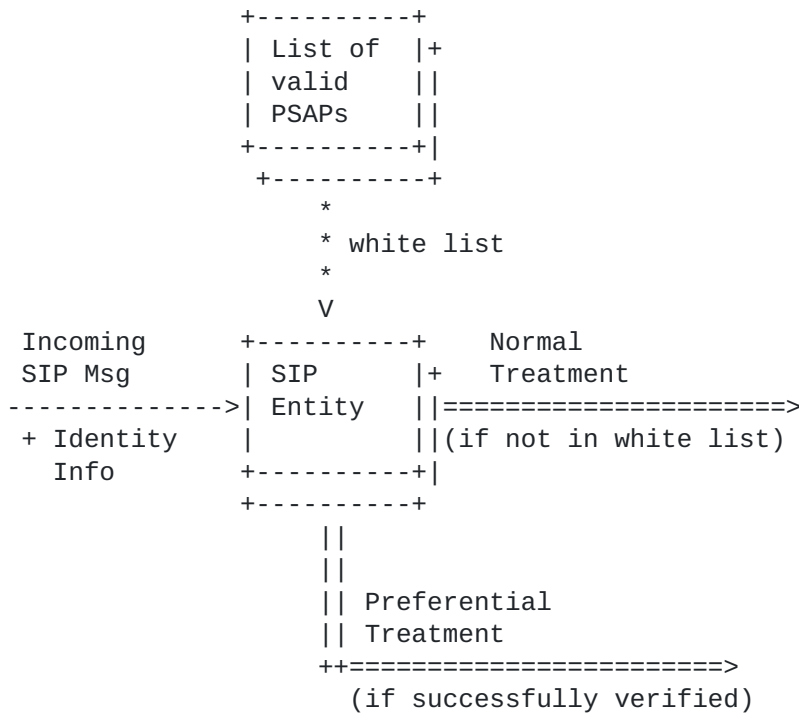 List of
valid
PSAPs
white list
Incoming
SIP Msg
+ Identity
Info
SIP
Entity
Normal
Treatment
(if not in white list)
Preferential
Treatment
(if successfully verified)